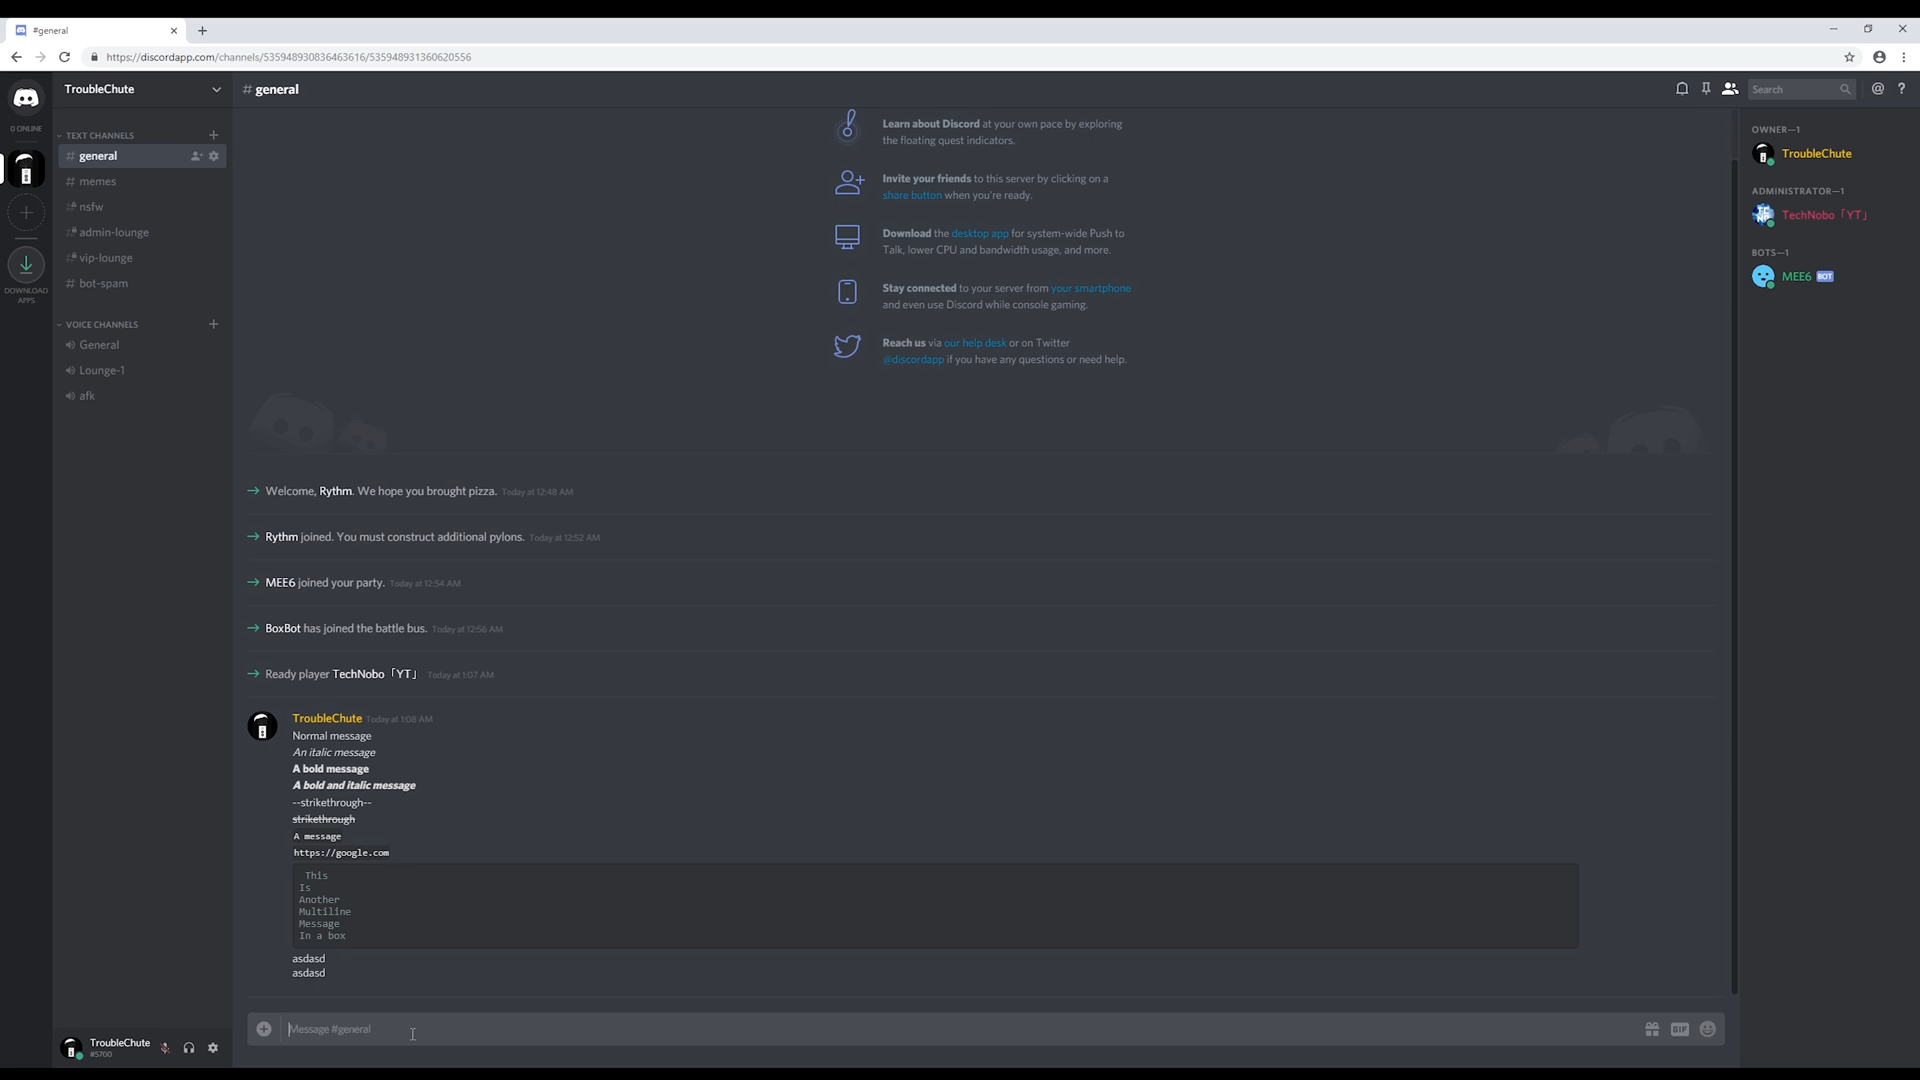 #general
https://discordapp.com/channels/535948930836463616/535948931360620556
0 ONLINE
DOWNLOAD
APPS
TroubleChute
TEXT CHANNELS
# general
# memes
nsfw
admin-lounge
vip-lounge
# bot-spam
VOICE CHANNELS
General
Lounge-1
afk
TroubleChute
#5700
# general
Search
@
?
Learn about Discord at your own pace by exploring
the floating quest indicators.
Invite your friends to this server by clicking on a
share button when you're ready.
Download the desktop app for system-wide Push to
Talk, lower CPU and bandwidth usage, and more.
Stay connected to your server from your smartphone
and even use Discord while console gaming.
Reach us via our help desk or on Twitter
@discordapp if you have any questions or need help.
Welcome, Rythm. We hope you brought pizza. Today at 12:48 AM
Rythm joined. You must construct additional pylons. Today at 12:52 AM
MEE6 joined your party. Today at 12:54 AM
BoxBot has joined the battle bus. Today at 12:56 AM
Ready player TechNobo「YT」 Today at 1:07 AM
TroubleChute Today at 1:08 AM
Normal message
An italic message
A bold message
A bold and italic message
--strikethrough--
strikethrough
A message
https://google.com
This
Is
Another
Multiline
Message
In a box
asdasd
asdasd
Message #general
GIF
OWNER—1
TroubleChute
ADMINISTRATOR—1
TechNobo「YT」
BOTS—1
MEE6 BOT